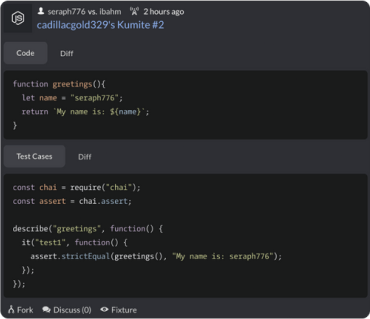 JS
seraph776 vs. ibahm 2 hours ago
cadillacgold329's Kumite #2
Code Diff
function greetings(){
  let name = "seraph776";
  return `My name is: ${name}`;
}
Test Cases Diff
const chai = require("chai");
const assert = chai.assert;
describe("greetings", function() {
  it("test1", function() {
    assert.strictEqual(greetings(), "My name is: seraph776");
  });
});
Fork Discuss (0) Fixture